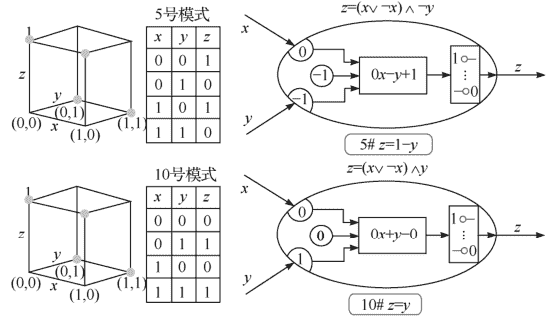 5号模式
x y z
0 0 1
0 1 0
1 0 1
1 1 0
1
z
y
(0,0)
(0,1)
x
(1,0)
(1,1)
z=(x∨¬x)∧¬y
x
0
−1
−1
y
0x−y+1
1
0
z
5# z=1−y
10号模式
x y z
0 0 0
0 1 1
1 0 0
1 1 1
1
z
y
(0,0)
(0,1)
x
(1,0)
(1,1)
z=(x∨¬x)∧y
x
0
0
1
y
0x+y−0
1
0
z
10# z=y